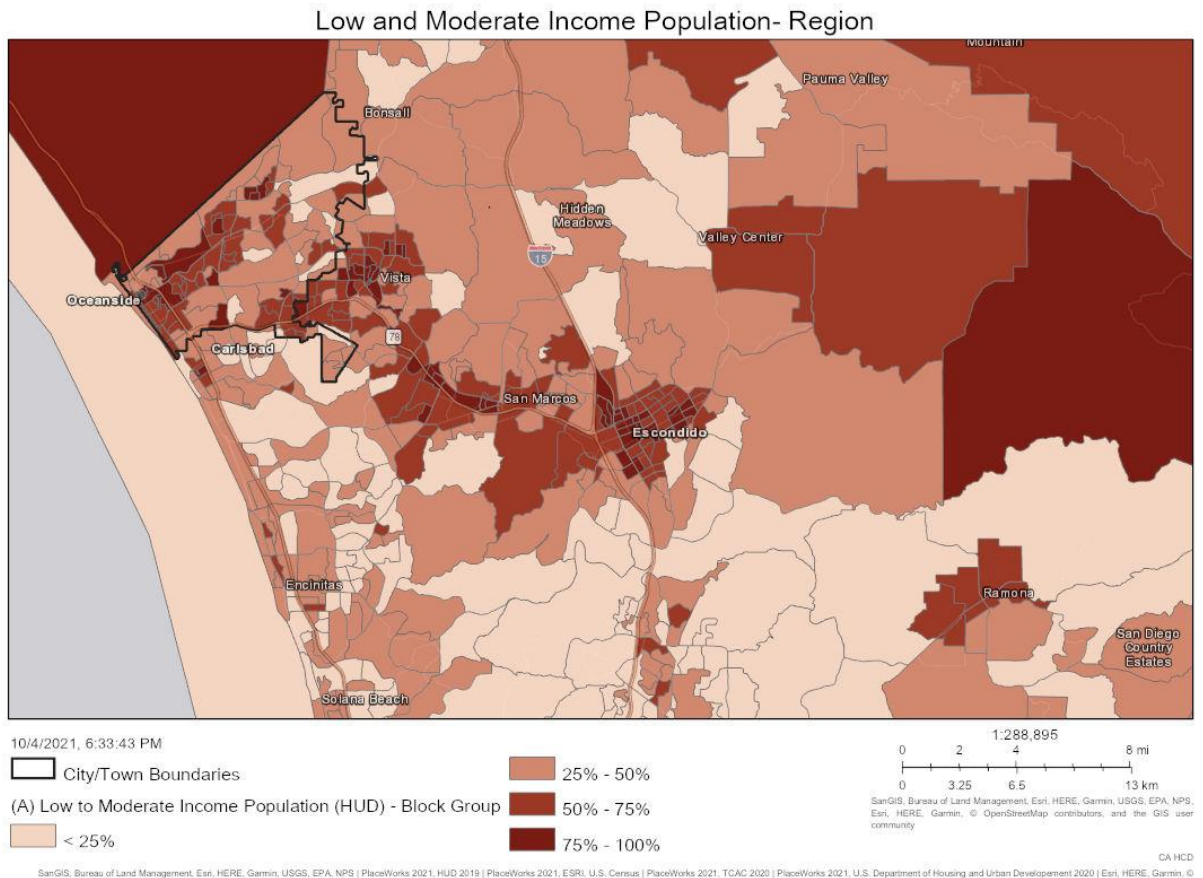 Low and Moderate Income Population- Region
Mountain
Pauma Valley
Bonsall
Hidden
Meadows
Valley Center
15
Vista
Oceanside
78
Carlsbad
San Marcos
Escondido
Encinitas
Ramona
San Diego
Country
Estates
Solana Beach
10/4/2021, 6:33:43 PM
City/Town Boundaries
(A) Low to Moderate Income Population (HUD) - Block Group
< 25%
25% - 50%
50% - 75%
75% - 100%
1:288,895
0 2 4 8 mi
0 3.25 6.5 13 km
SanGIS, Bureau of Land Management, Esri, HERE, Garmin, USGS, EPA, NPS,
Esri, HERE, Garmin, © OpenStreetMap contributors, and the GIS user
community
CA HCD
SanGIS, Bureau of Land Management, Esri, HERE, Garmin, USGS, EPA, NPS | PlaceWorks 2021, HUD 2019 | PlaceWorks 2021, ESRI, U.S. Census | PlaceWorks 2021, TCAC 2020 | PlaceWorks 2021, U.S. Department of Housing and Urban Developement 2020 | Esri, HERE, Garmin, ©